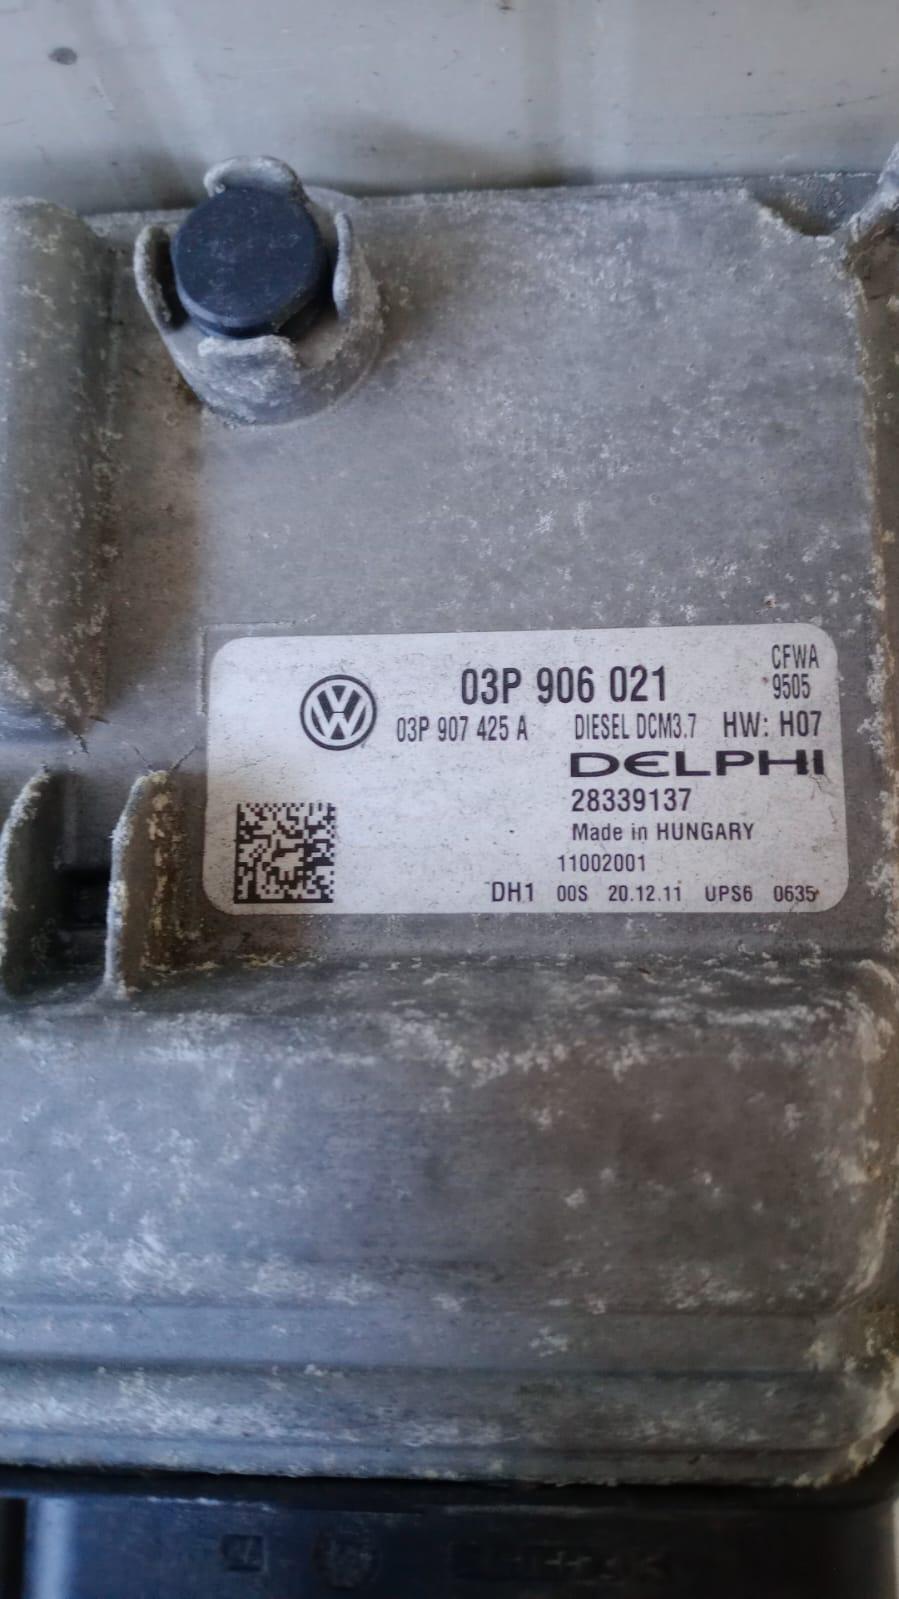 03P 906 021
CFWA
9505
03P 907 425 A DIESEL DCM3.7 HW: H07
DELPHI
28339137
Made in HUNGARY
11002001
DH1 00S 20.12.11 UPS6 0635